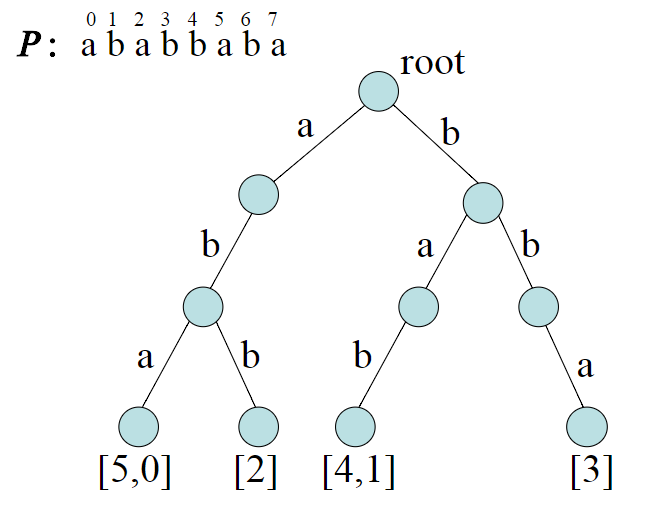 0 1 2 3 4 5 6 7
P: a b a b b a b a
root
a b
b a b
a b b a
[5,0] [2] [4,1] [3]